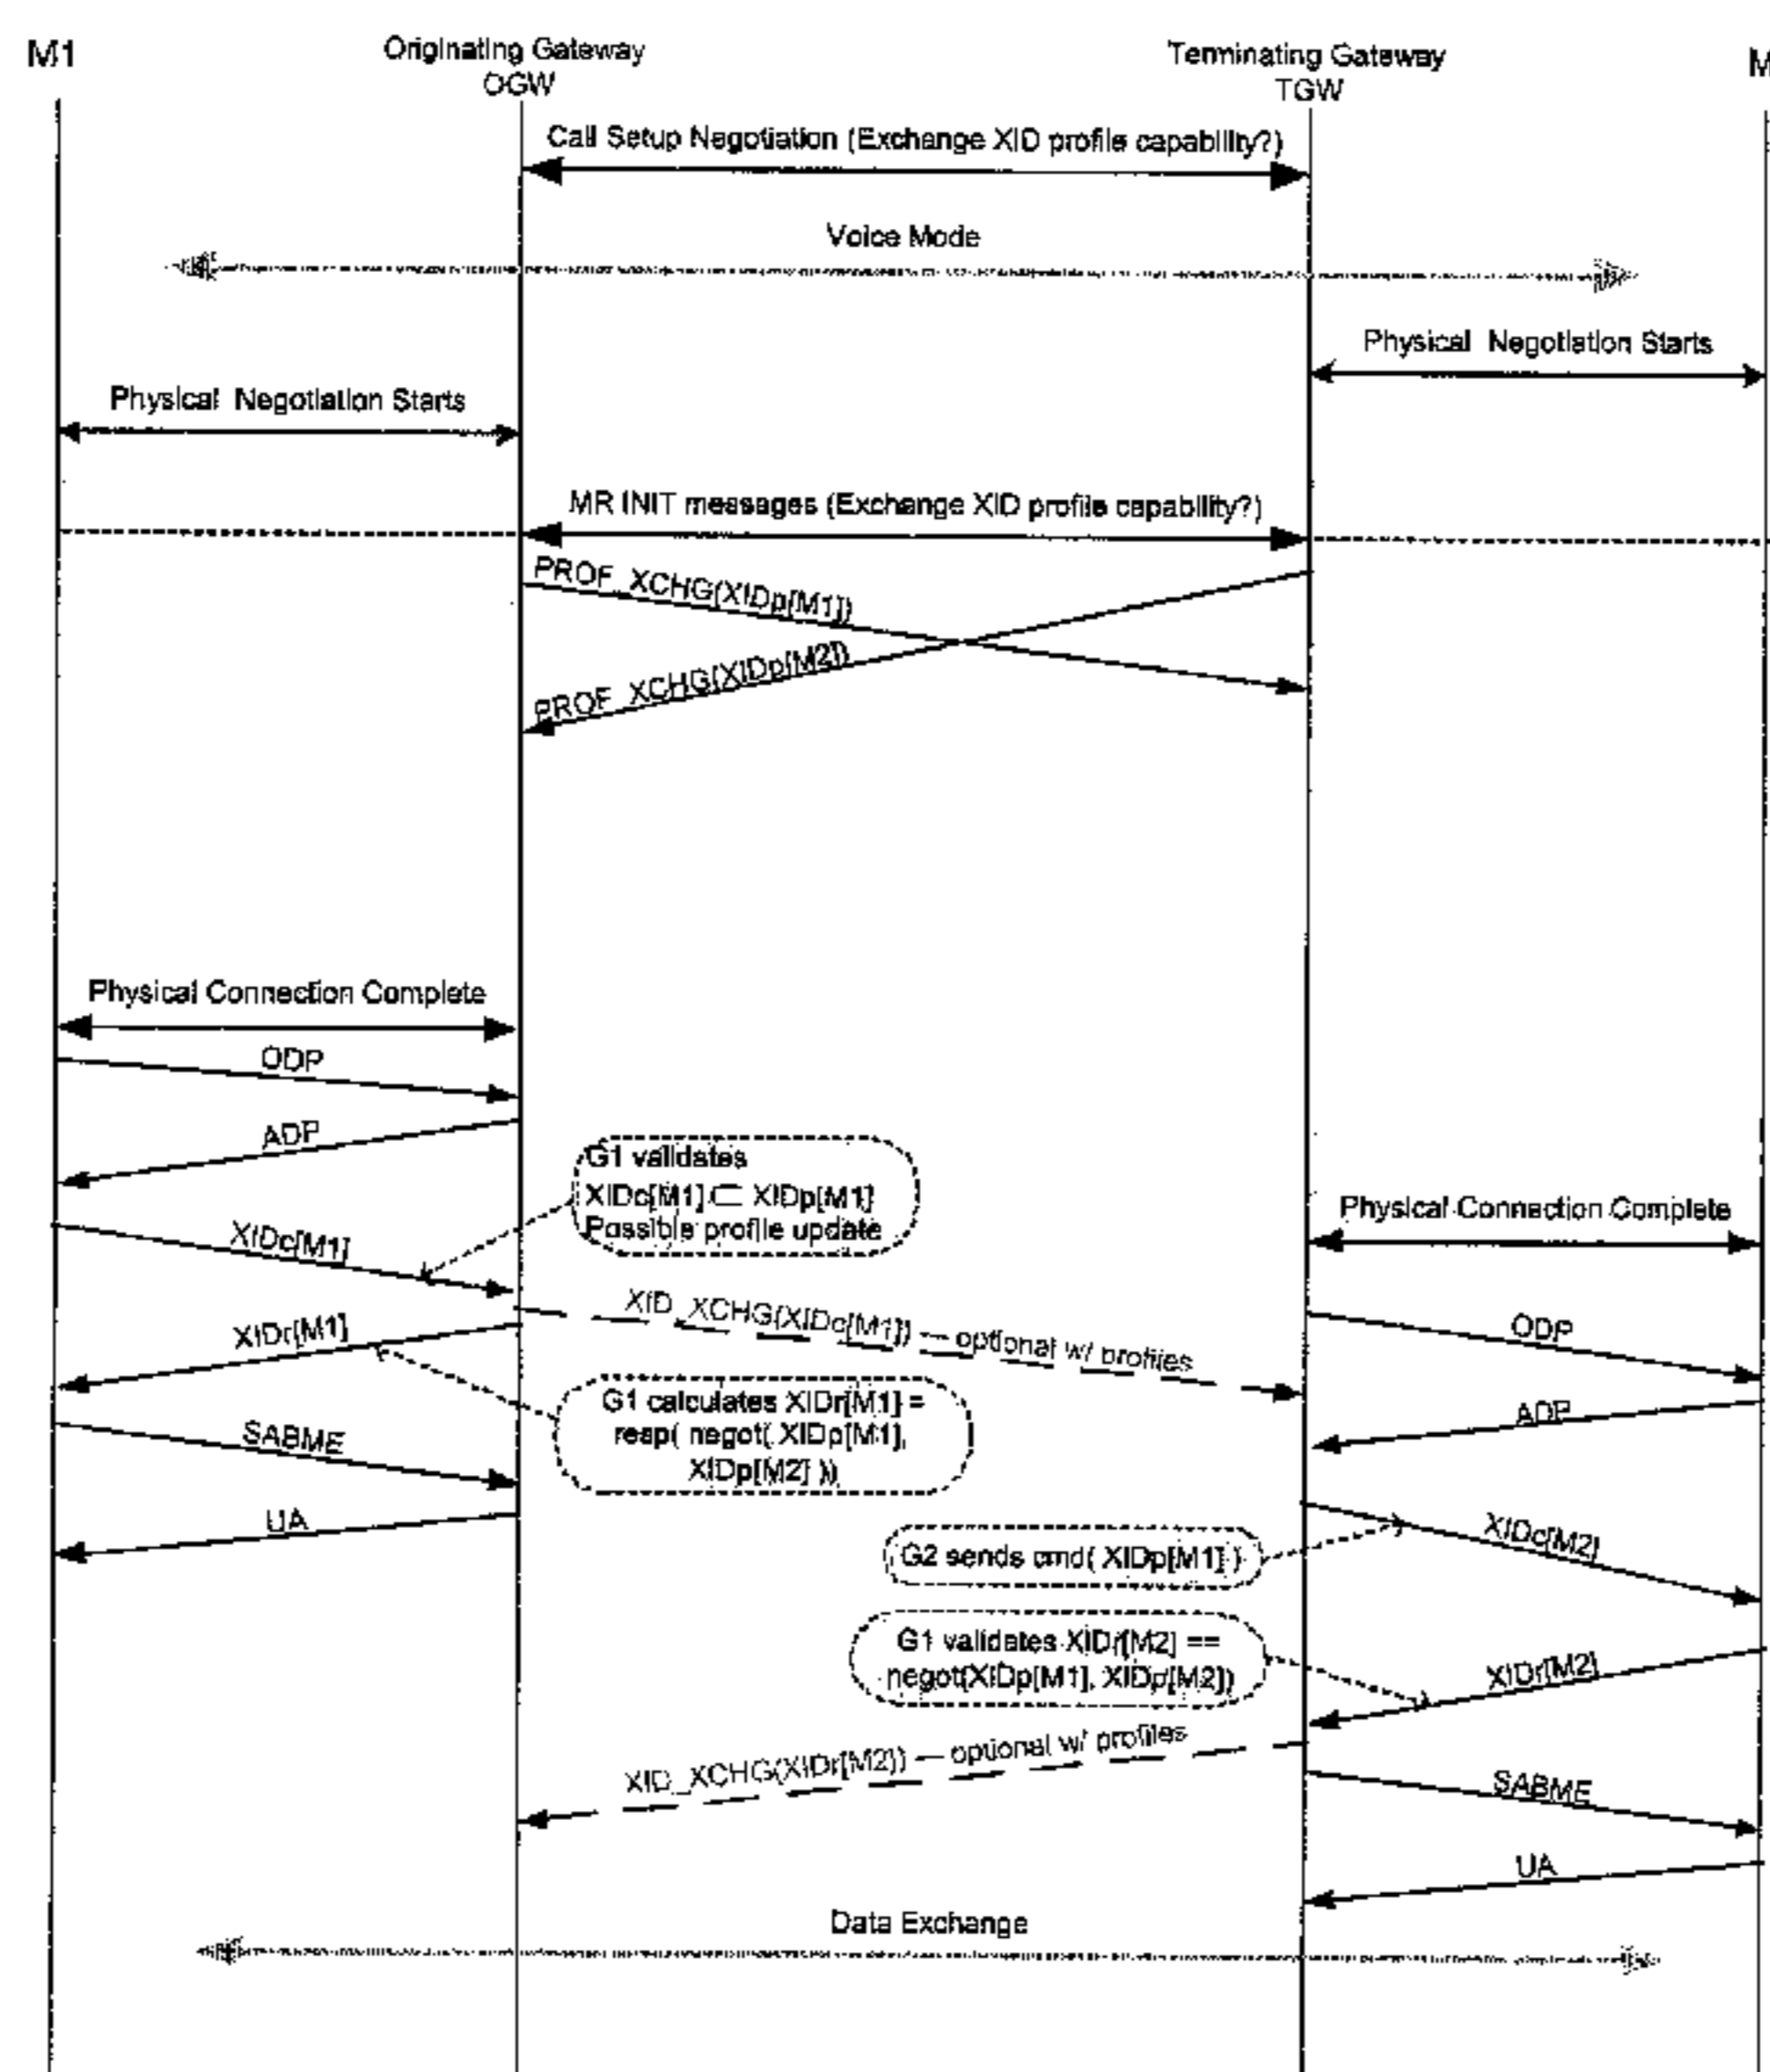 M1
Originating Gateway
OGW
Terminating Gateway
TGW
M
Call Setup Negotiation (Exchange XID profile capability?)
Voice Mode
Physical Negotiation Starts
Physical Negotiation Starts
MR INIT messages (Exchange XID profile capability?)
PROF_XCHG(XIDp[M1])
PROF_XCHG(XIDp[M2])
Physical Connection Complete
ODP
ADP
G1 validates
XIDc[M1] ⊂ XIDp[M1]
Possible profile update
Physical Connection Complete
XIDc[M1]
XID_XCHG(XIDc[M1]) — optional w/ profiles
XIDr[M1]
ODP
G1 calculates XIDr[M1] =
resp( negot( XIDp[M1],
XIDp[M2] ))
ADP
SABME
UA
G2 sends cmd( XIDp[M1] )
XIDc[M2]
G1 validates XIDr[M2] ==
negot(XIDp[M1], XIDp[M2])
XIDr[M2]
XID_XCHG(XIDr[M2]) — optional w/ profiles
SABME
UA
Data Exchange